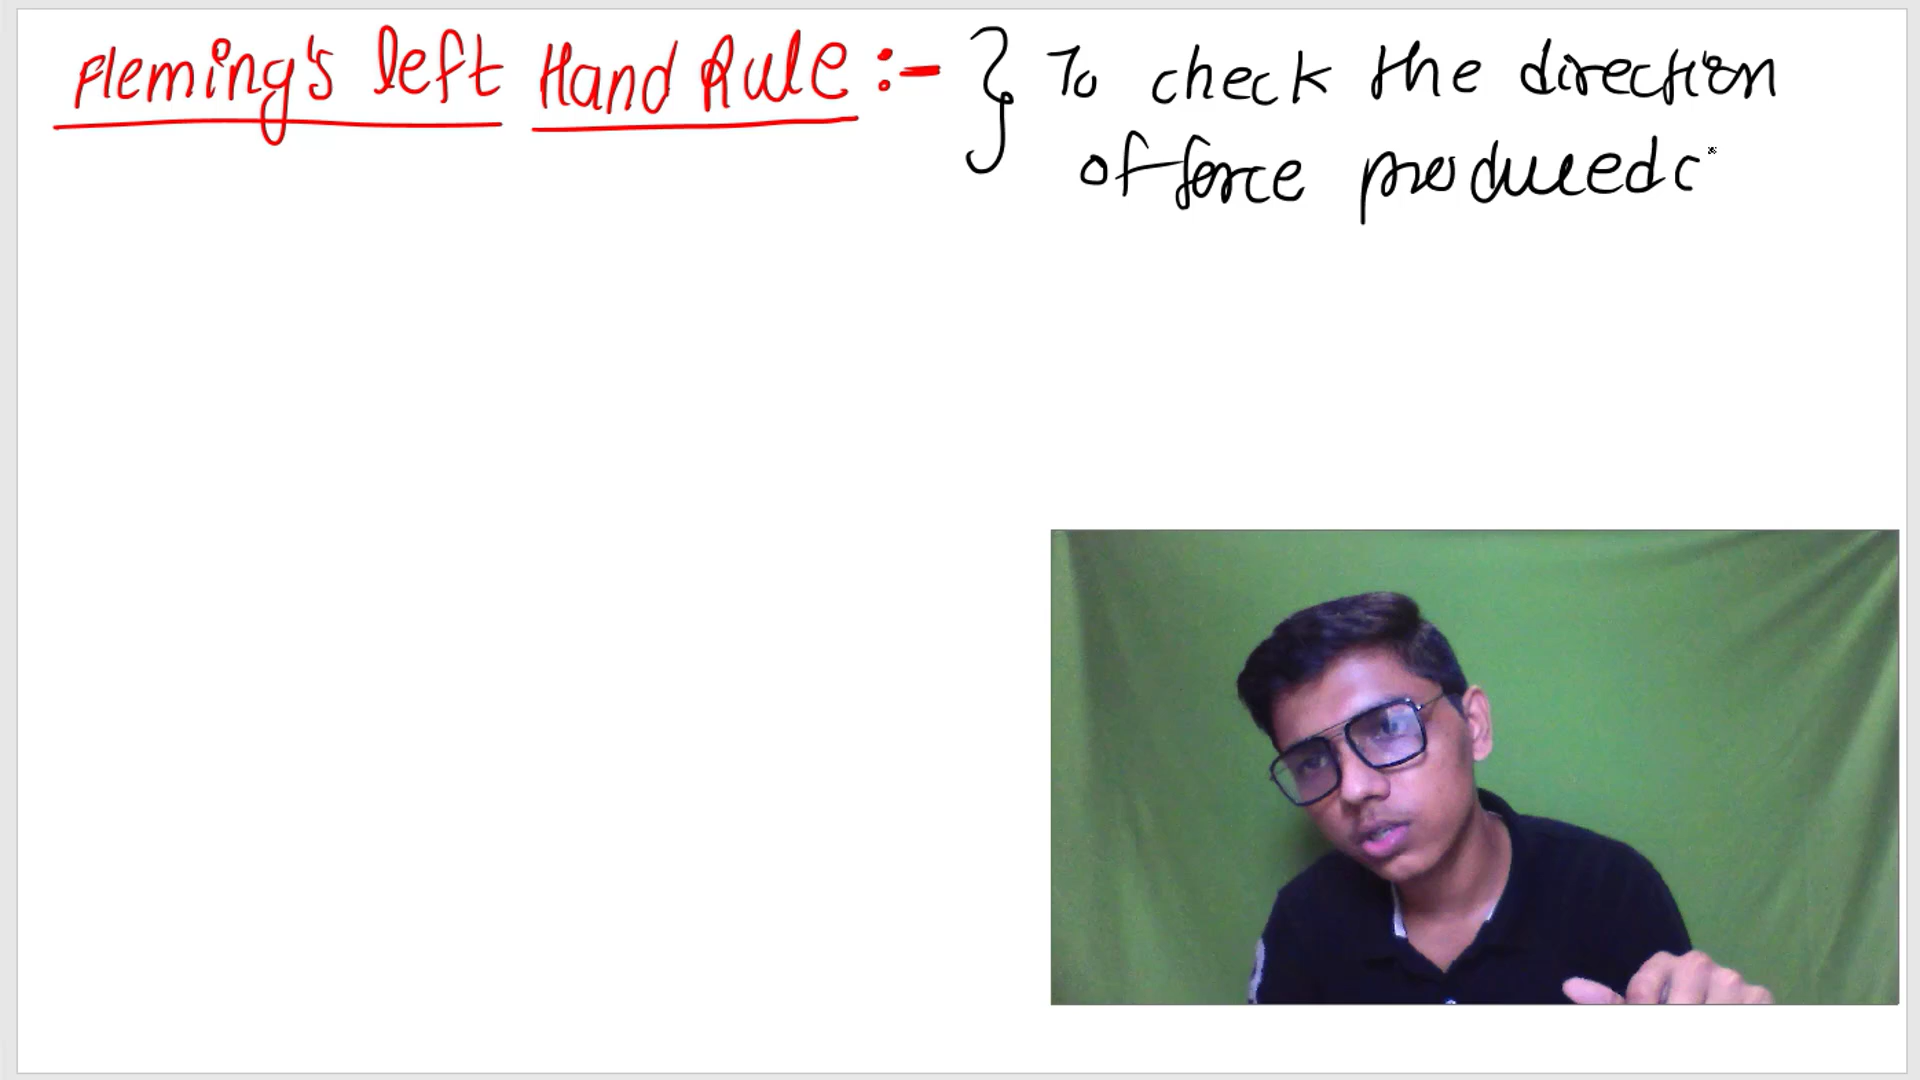 Fleming's left Hand Rule :- } To check the direction
of force produced c